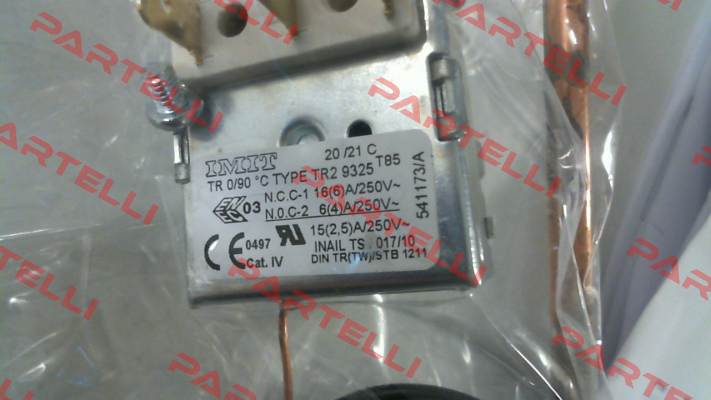 IMIT 20/21 C
TR 0/90 °C TYPE TR2 9325 T85
03 N.C.C-1 16(6)A/250V~
N.O.C-2 6(4)A/250V~
15(2,5)A/250V~
CE 0497
Cat. IV
INAIL TS 017/10
DIN TR(TW)/STB 1211
541173/A
PARTELLI
PARTELLI
PARTELLI
PARTELLI
PARTELLI
PARTELLI
PARTELLI
PARTELLI